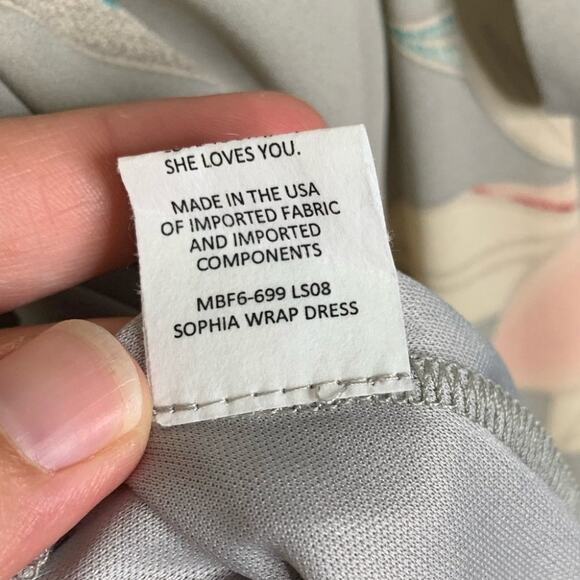 SHE LOVES YOU.
MADE IN THE USA
OF IMPORTED FABRIC
AND IMPORTED
COMPONENTS
MBF6-699 LS08
SOPHIA WRAP DRESS